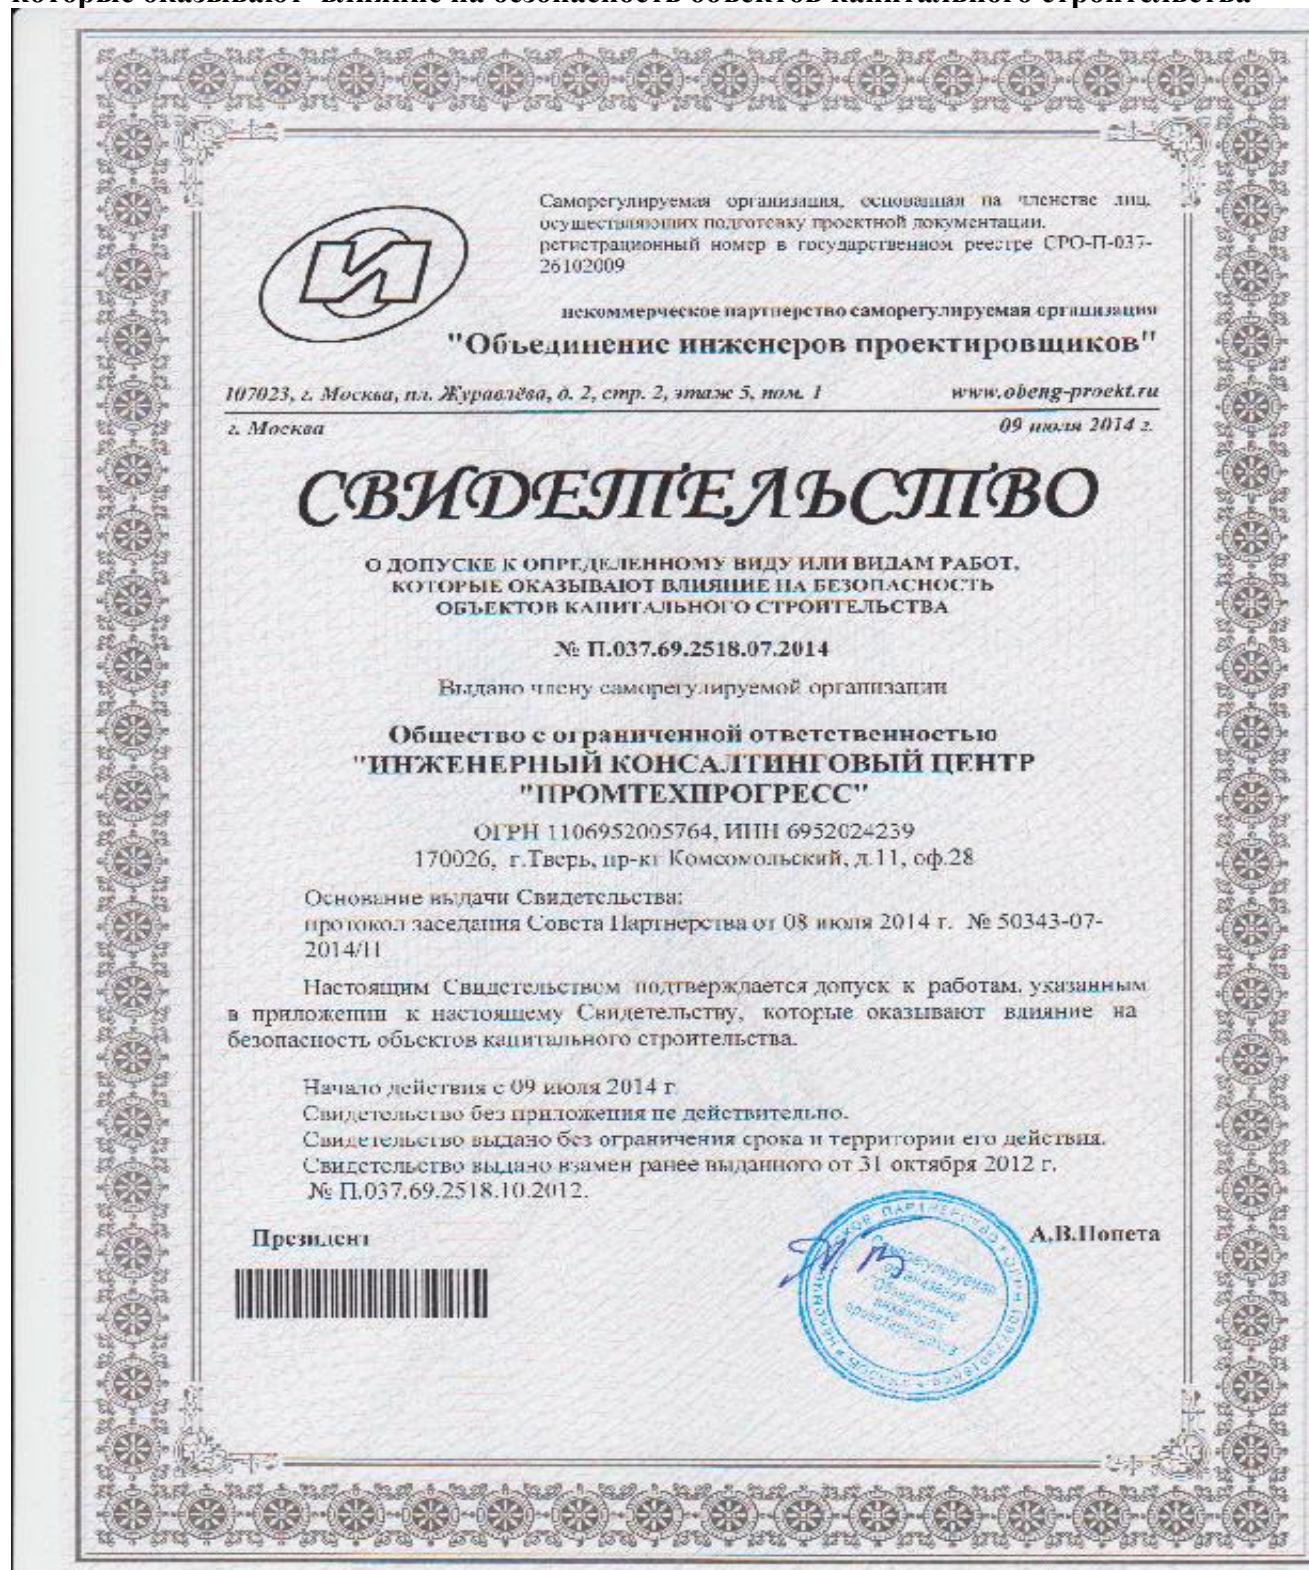 которые оказывают влияние на безопасность объектов капитального строительства
Саморегулируемая организация, основанная на членстве лиц,
осуществляющих подготовку проектной документации,
регистрационный номер в государственном реестре СРО-П-037-
26102009
некоммерческое партнерство саморегулируемая организация
"Объединение инженеров проектировщиков"
107023, г. Москва, пл. Журавлёва, д. 2, стр. 2, этаж 5, пом. 1 www.obeng-proekt.ru
г. Москва 09 июля 2014 г.
СВИДЕТЕЛЬСТВО
О ДОПУСКЕ К ОПРЕДЕЛЕННОМУ ВИДУ ИЛИ ВИДАМ РАБОТ,
КОТОРЫЕ ОКАЗЫВАЮТ ВЛИЯНИЕ НА БЕЗОПАСНОСТЬ
ОБЪЕКТОВ КАПИТАЛЬНОГО СТРОИТЕЛЬСТВА
№ П.037.69.2518.07.2014
Выдано члену саморегулируемой организации
Общество с ограниченной ответственностью
"ИНЖЕНЕРНЫЙ КОНСАЛТИНГОВЫЙ ЦЕНТР
"ПРОМТЕХПРОГРЕСС"
ОГРН 1106952005764, ИНН 6952024239
170026, г.Тверь, пр-кт Комсомольский, д.11, оф.28
Основание выдачи Свидетельства:
протокол заседания Совета Партнерства от 08 июля 2014 г. № 50343-07-
2014/П
Настоящим Свидетельством подтверждается допуск к работам, указанным
в приложении к настоящему Свидетельству, которые оказывают влияние на
безопасность объектов капитального строительства.
Начало действия с 09 июля 2014 г.
Свидетельство без приложения не действительно.
Свидетельство выдано без ограничения срока и территории его действия.
Свидетельство выдано взамен ранее выданного от 31 октября 2012 г.
№ П.037.69.2518.10.2012.
Президент А.В.Попета
Саморегулируемая
организация
Объединение
инженеров
проектировщиков